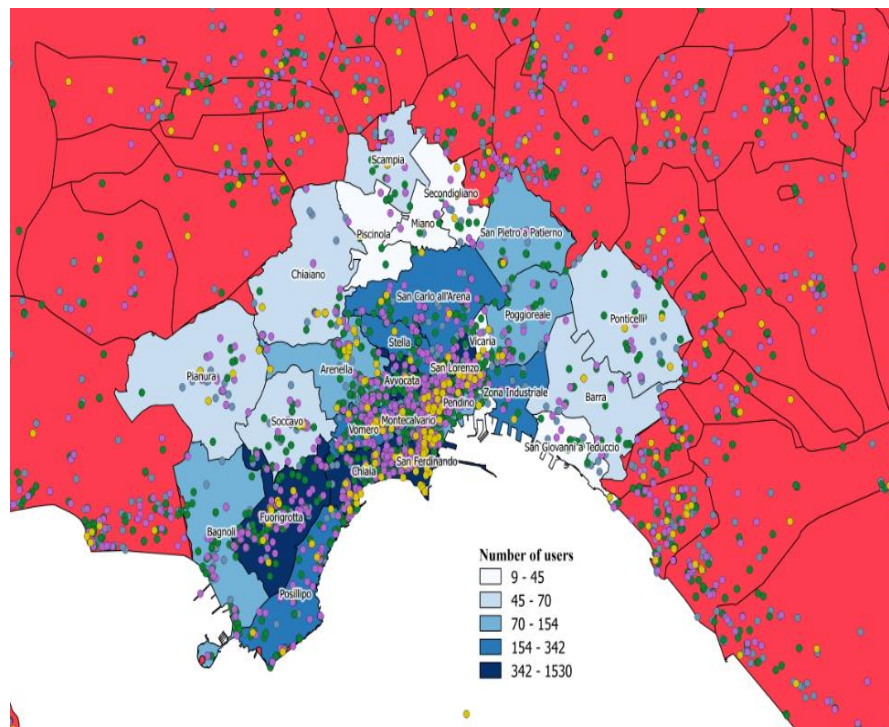 Scampia
Secondigliano
Miano
Piscinola
San Pietro a Patierno
Chiaiano
San Carlo all'Arena
Poggioreale
Ponticelli
Stella
Vicaria
Arenella
San Lorenzo
Pianura
Avvocata
Zona Industriale
Barra
Pendino
Soccavo
Montecalvario
Vomero
San Giovanni a Teduccio
San Ferdinando
Chiaia
Fuorigrotta
Bagnoli
Posillipo
Number of users
9 - 45
45 - 70
70 - 154
154 - 342
342 - 1530